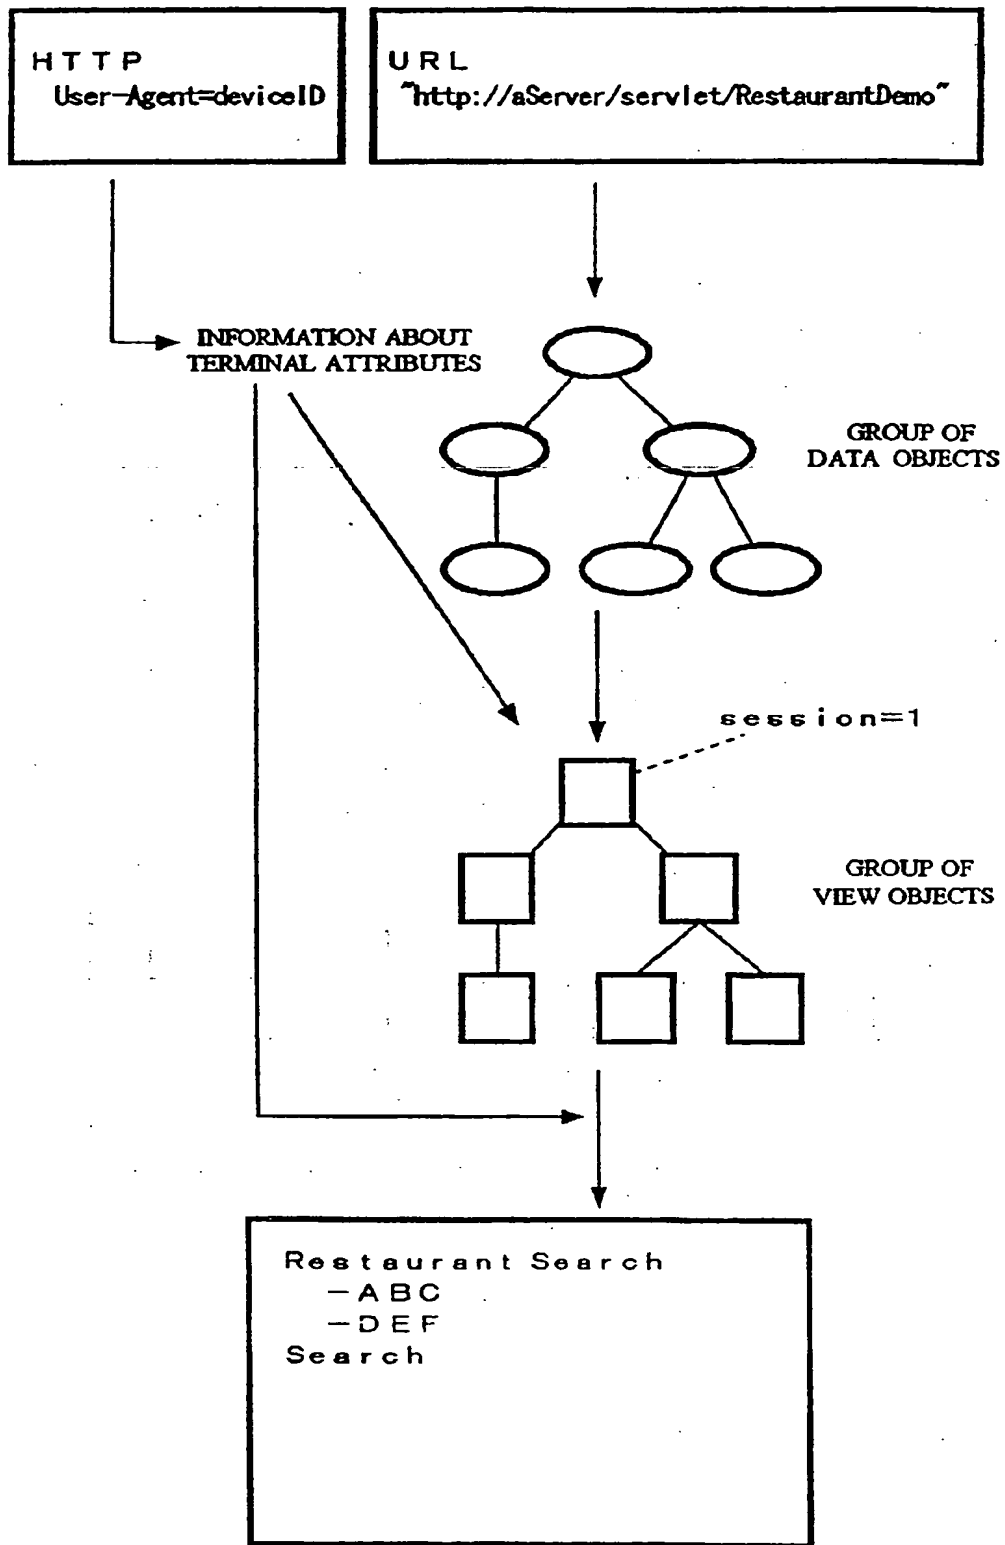 HTTP
User-Agent=deviceID
URL
"http://aServer/servlet/RestaurantDemo"
INFORMATION ABOUT
TERMINAL ATTRIBUTES
GROUP OF
DATA OBJECTS
session=1
GROUP OF
VIEW OBJECTS
Restaurant Search
-ABC
-DEF
Search